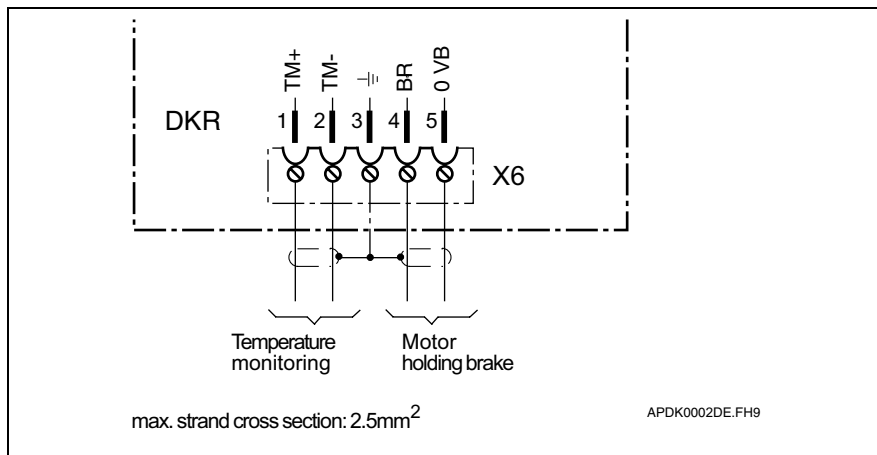 TM+ TM- BR 0 VB
DKR 1 2 3 4 5
X6
Temperature monitoring
Motor holding brake
max. strand cross section: 2.5mm²
APDK0002DE.FH9